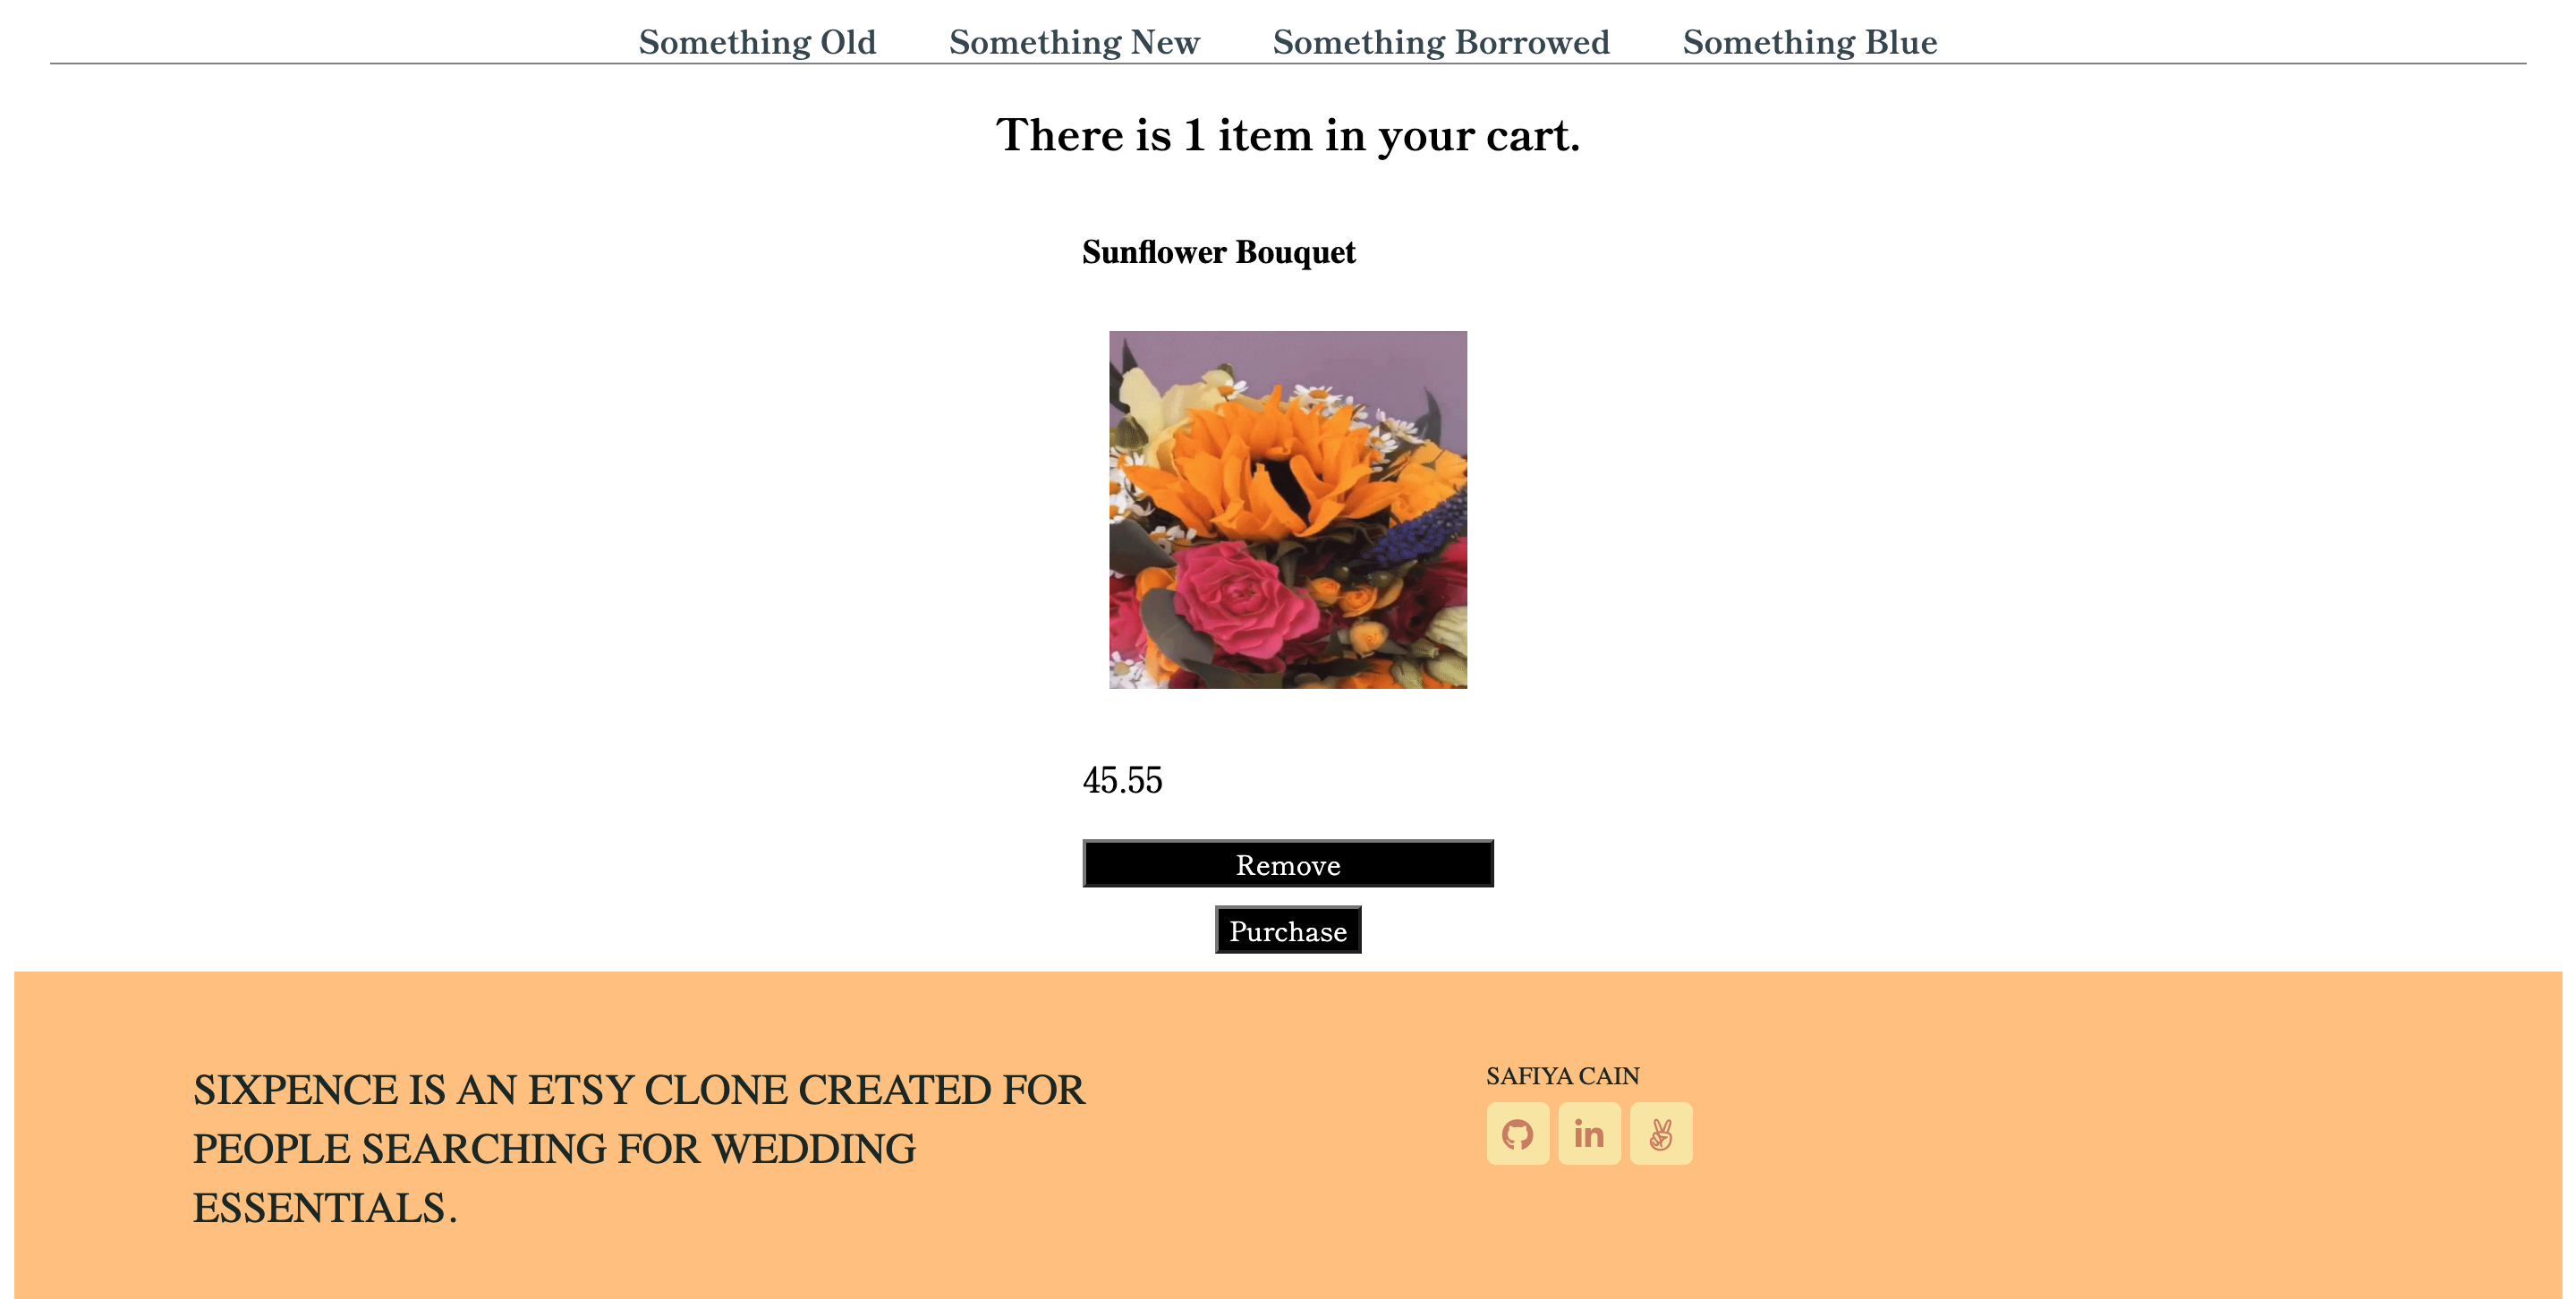 Something Old Something New Something Borrowed Something Blue
There is 1 item in your cart.
Sunflower Bouquet
45.55
Remove
Purchase
SIXPENCE IS AN ETSY CLONE CREATED FOR
PEOPLE SEARCHING FOR WEDDING
ESSENTIALS.
SAFIYA CAIN
in